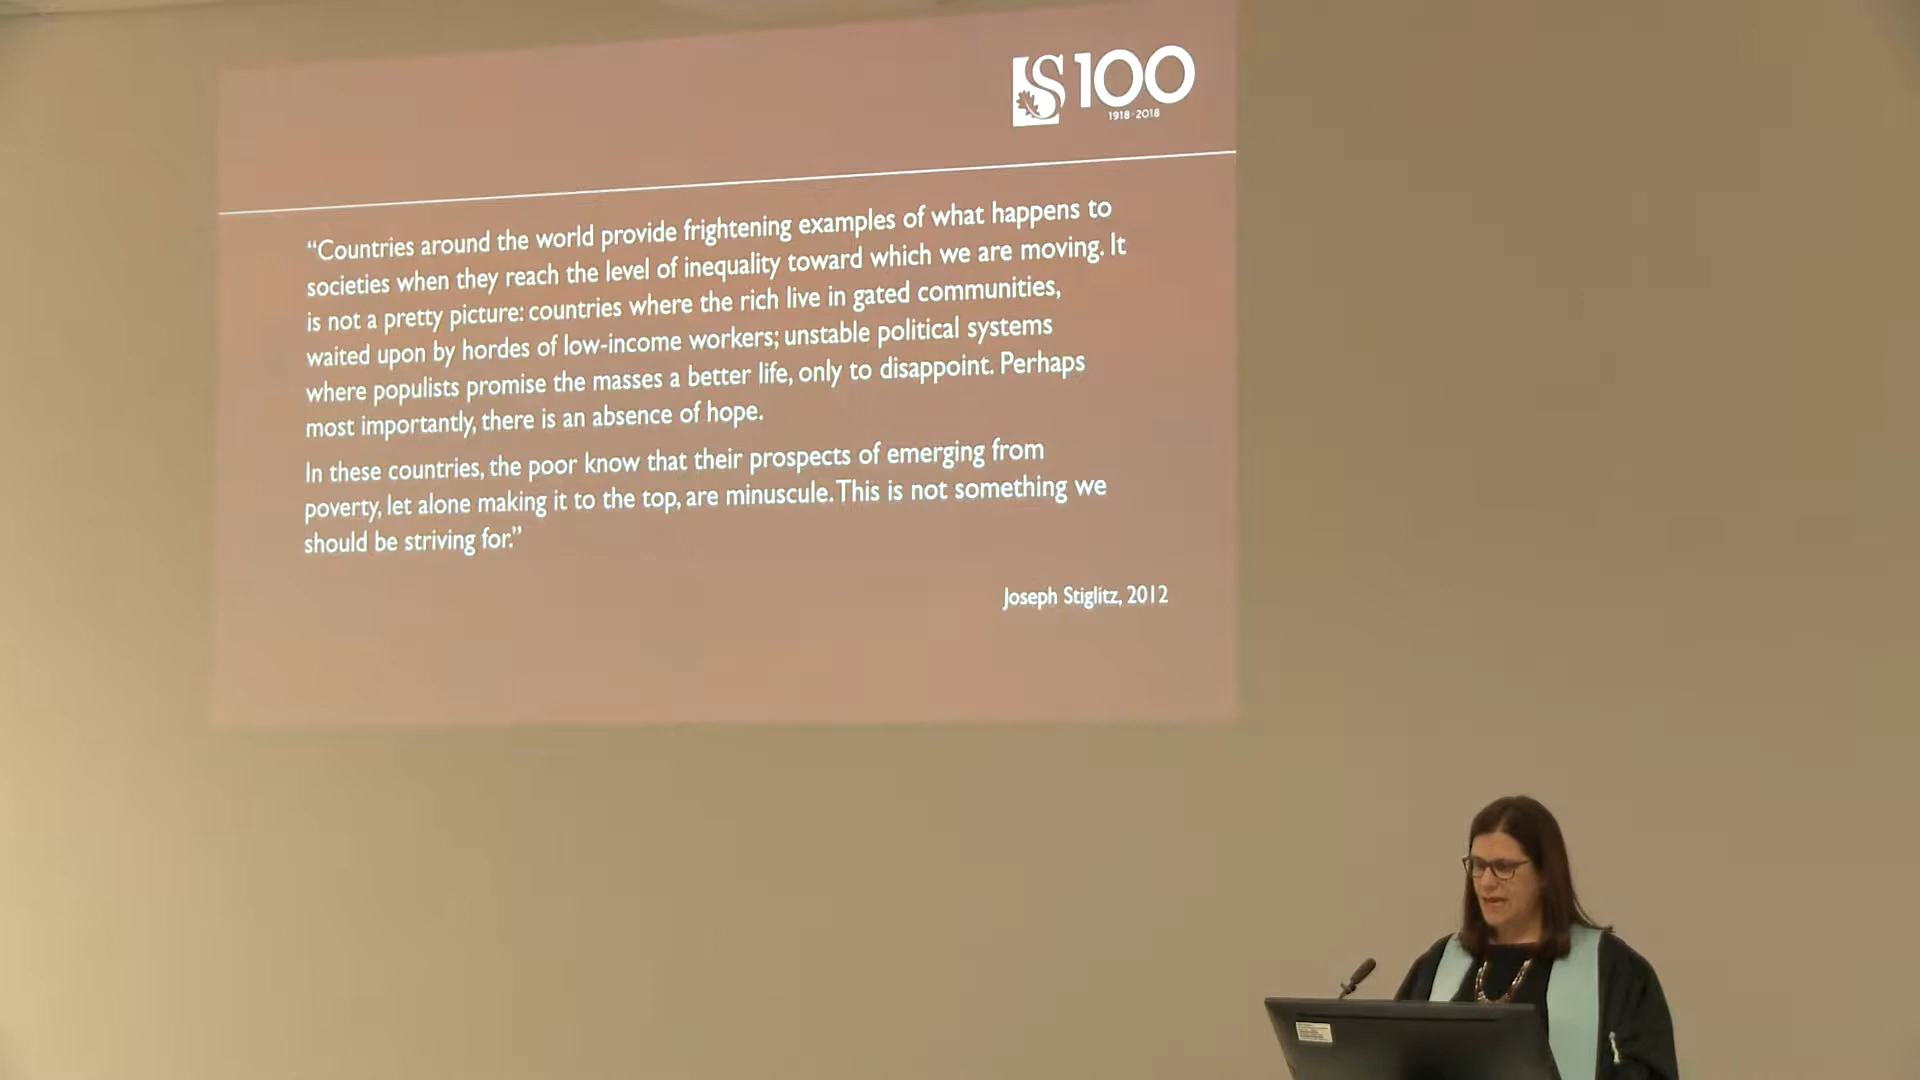 S100
1918-2018
“Countries around the world provide frightening examples of what happens to
societies when they reach the level of inequality toward which we are moving. It
is not a pretty picture: countries where the rich live in gated communities,
waited upon by hordes of low-income workers; unstable political systems
where populists promise the masses a better life, only to disappoint. Perhaps
most importantly, there is an absence of hope.
In these countries, the poor know that their prospects of emerging from
poverty, let alone making it to the top, are minuscule. This is not something we
should be striving for.”
Joseph Stiglitz, 2012